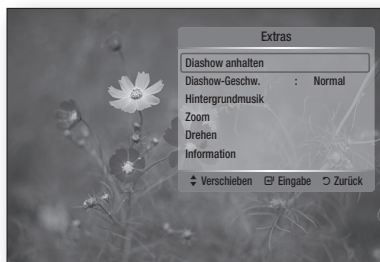 Extras
Diashow anhalten
Diashow-Geschw. : Normal
Hintergrundmusik
Zoom
Drehen
Information
Verschieben Eingabe Zurück